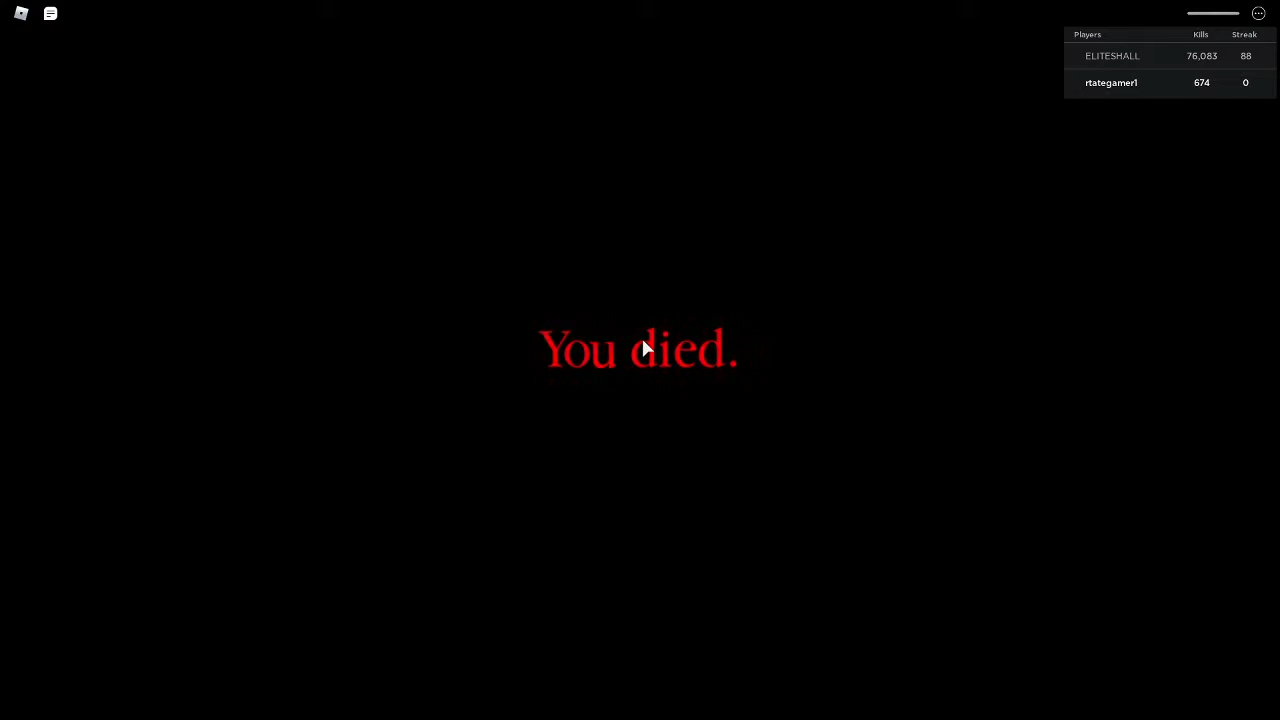 Players Kills Streak
ELITESHALL 76,083 88
rtategamer1 674 0
You died.